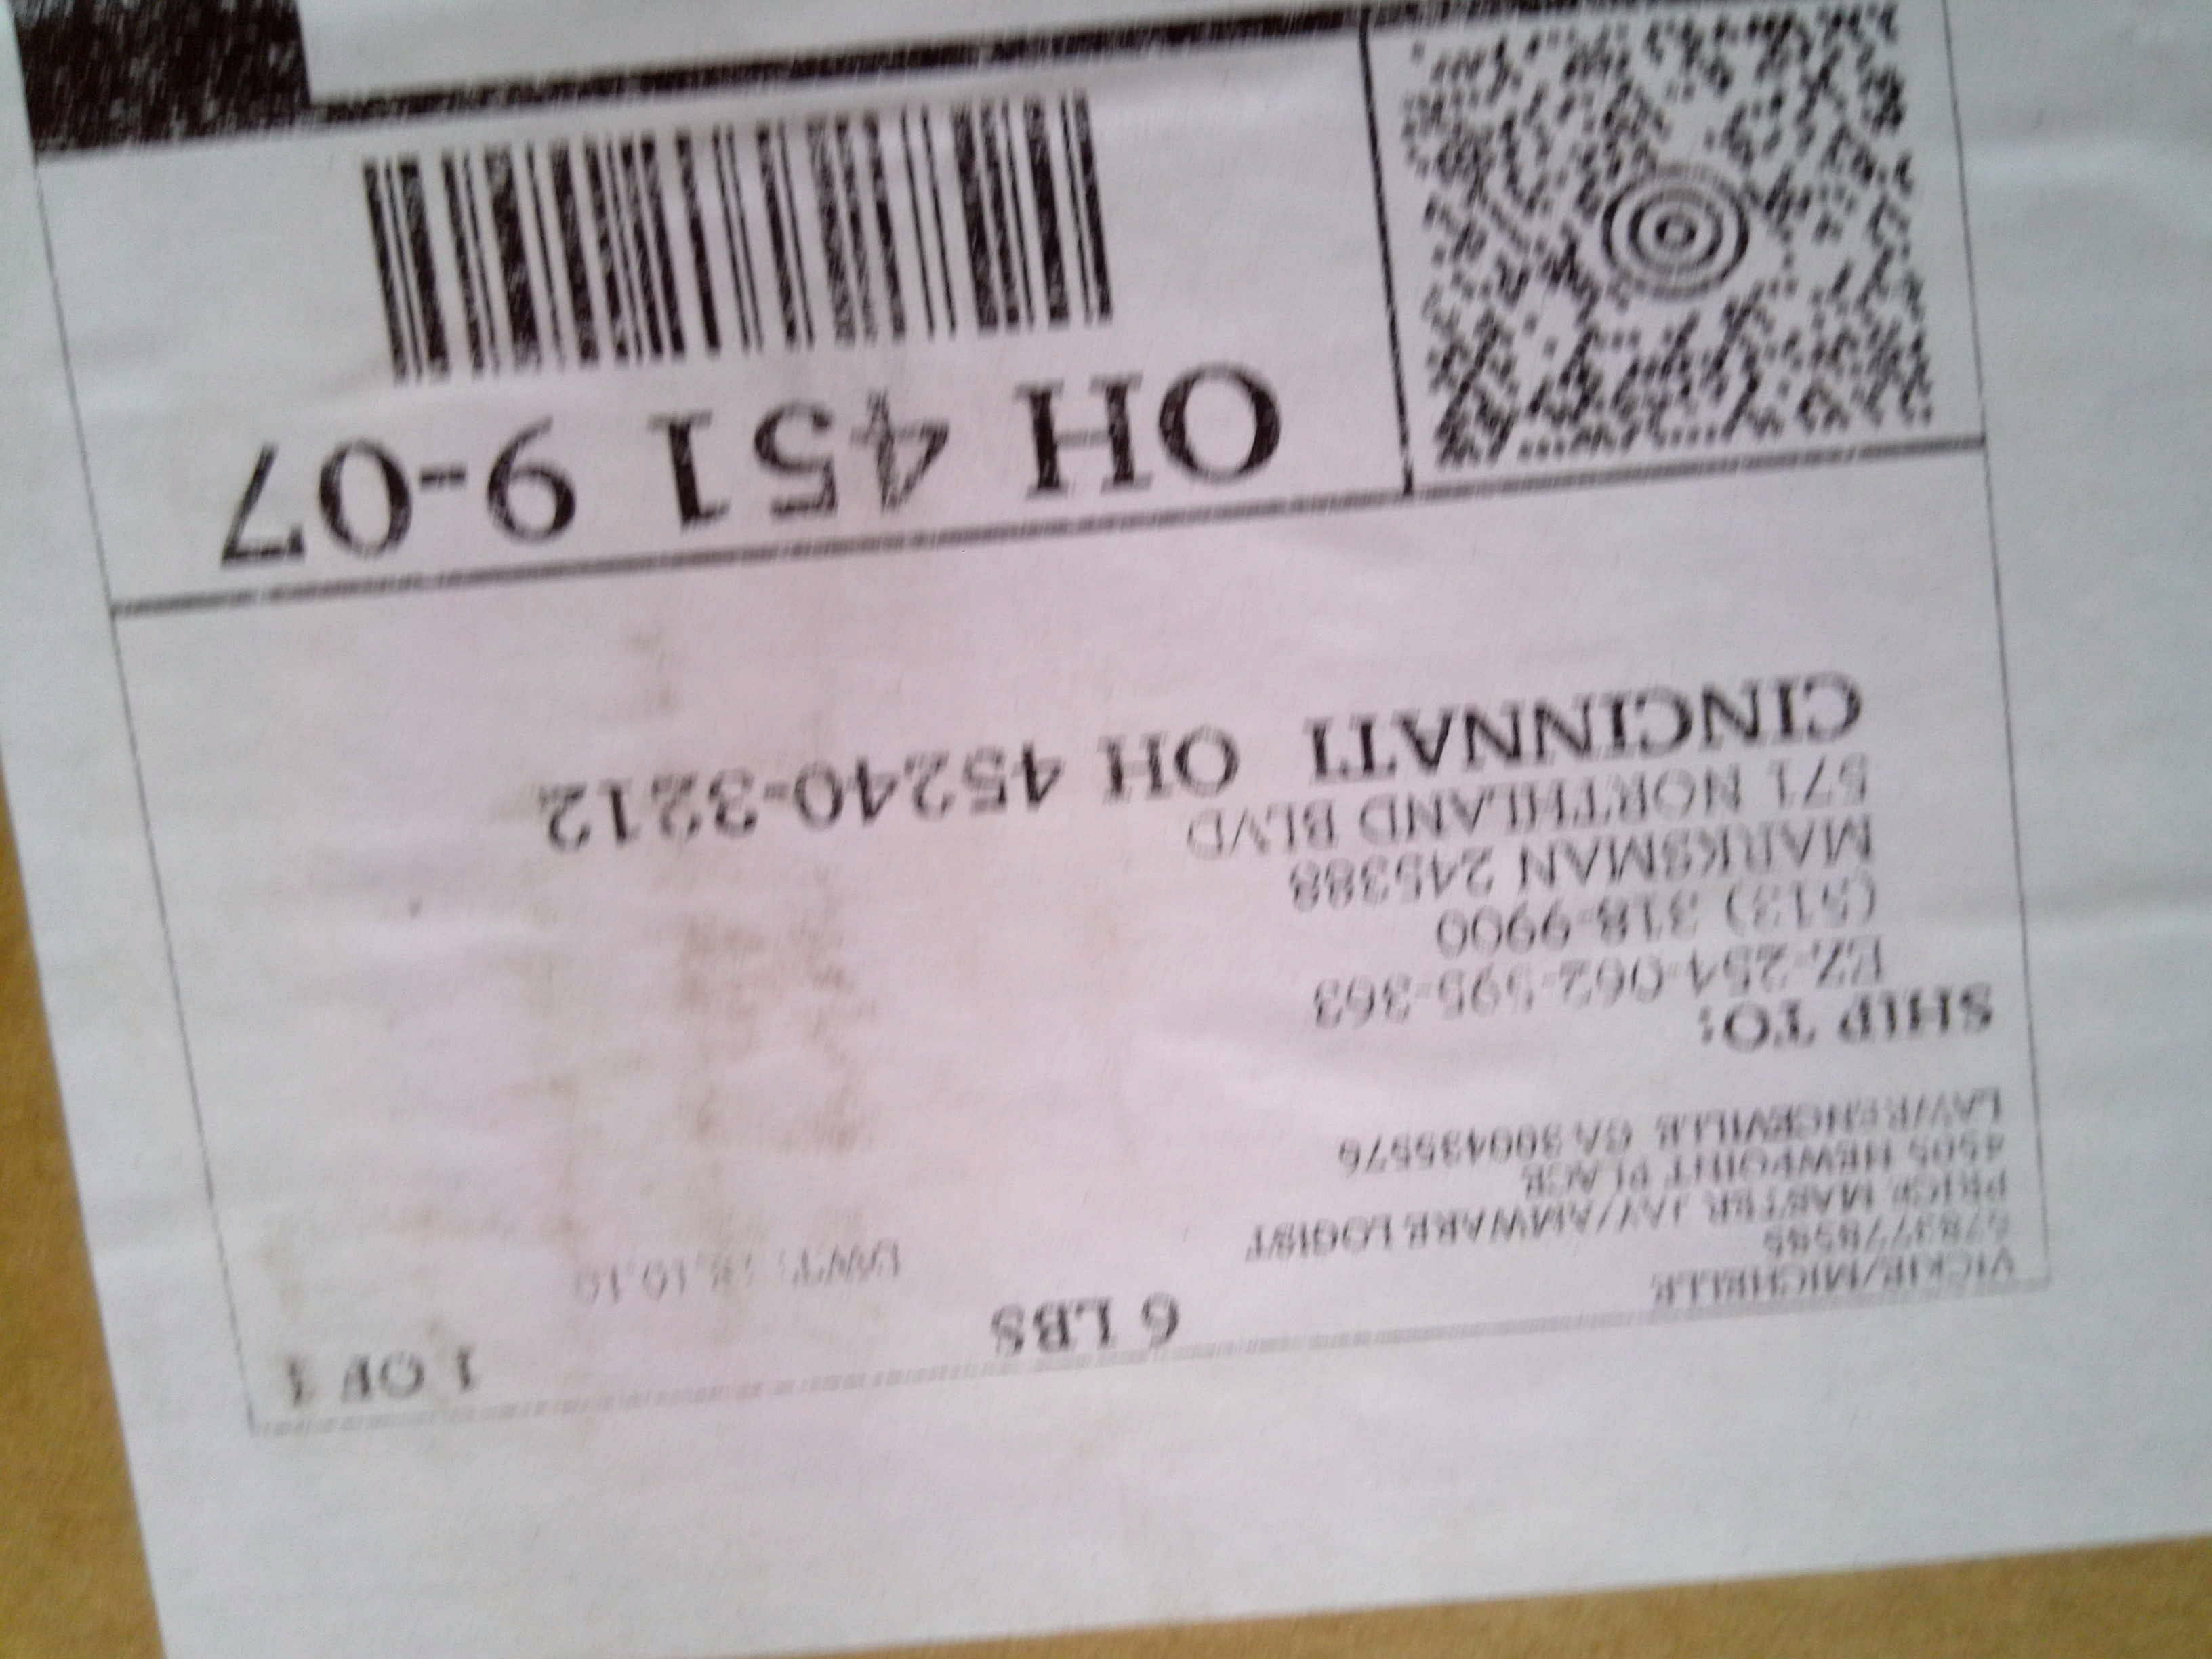 VICKIE/MICHELLE
6783778585
PRICE MASTER JAY/AMWARE LOGIST
4505 NEWPOINT PLACE
LAWRENCEVILLE GA 300435576
6 LBS
1 OF 1
SHIP TO:
EZ-254-062-595-363
(513) 318-9900
MARKSMAN 245388
571 NORTHLAND BLVD
CINCINNATI OH 45240-3212
OH 451 9-07